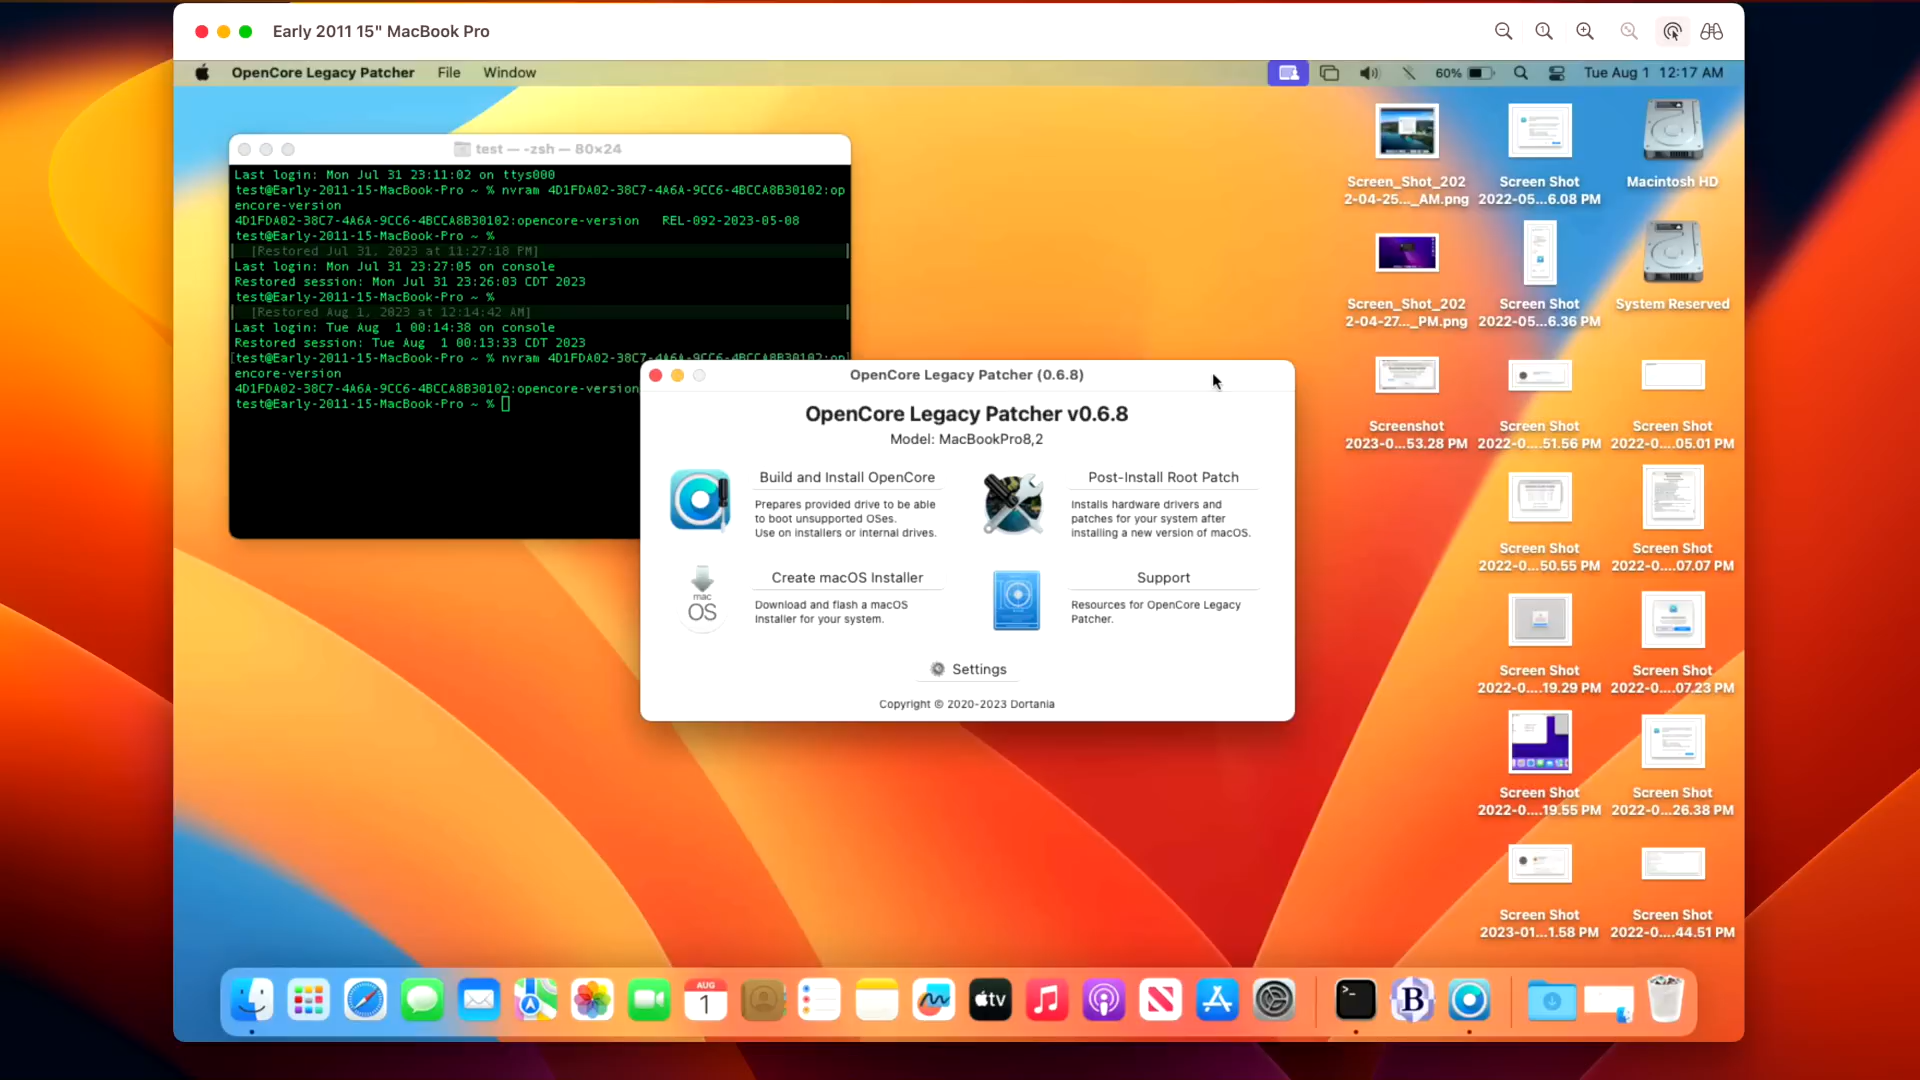 Early 2011 15" MacBook Pro
OpenCore Legacy Patcher File Window
60% Tue Aug 1 12:17 AM
test — -zsh — 80×24
Last login: Mon Jul 31 23:11:02 on ttys000
test@Early-2011-15-MacBook-Pro ~ % nvram 4D1FDA02-38C7-4A6A-9CC6-4BCCA8B30102:op
encore-version
4D1FDA02-38C7-4A6A-9CC6-4BCCA8B30102:opencore-version REL-092-2023-05-08
test@Early-2011-15-MacBook-Pro ~ %
[Restored Jul 31, 2023 at 11:27:18 PM]
Last login: Mon Jul 31 23:27:05 on console
Restored session: Mon Jul 31 23:26:03 CDT 2023
test@Early-2011-15-MacBook-Pro ~ %
[Restored Aug 1, 2023 at 12:14:42 AM]
Last login: Tue Aug 1 00:14:38 on console
Restored session: Tue Aug 1 00:13:33 CDT 2023
test@Early-2011-15-MacBook-Pro ~ % nvram 4D1FDA02-38C7-4A6A-9CC6-4BCCA8B30102:op
encore-version
4D1FDA02-38C7-4A6A-9CC6-4BCCA8B30102:opencore-version
test@Early-2011-15-MacBook-Pro ~ %
OpenCore Legacy Patcher (0.6.8)
OpenCore Legacy Patcher v0.6.8
Model: MacBookPro8,2
Build and Install OpenCore
Prepares provided drive to be able
to boot unsupported OSes.
Use on installers or internal drives.
Post-Install Root Patch
Installs hardware drivers and
patches for your system after
installing a new version of macOS.
mac
OS
Create macOS Installer
Download and flash a macOS
Installer for your system.
Support
Resources for OpenCore Legacy
Patcher.
Settings
Copyright © 2020-2023 Dortania
Screen_Shot_202
2-04-25..._AM.png
Screen Shot
2022-05...6.08 PM
Macintosh HD
Screen_Shot_202
2-04-27..._PM.png
Screen Shot
2022-05...6.36 PM
System Reserved
Screenshot
2023-0...53.28 PM
Screen Shot
2022-0....51.56 PM
Screen Shot
2022-0....05.01 PM
Screen Shot
2022-0...50.55 PM
Screen Shot
2022-0....07.07 PM
Screen Shot
2022-0....19.29 PM
Screen Shot
2022-0....07.23 PM
Screen Shot
2022-0....19.55 PM
Screen Shot
2022-0...26.38 PM
Screen Shot
2023-01...1.58 PM
Screen Shot
2022-0....44.51 PM
AUG
1
tv
B